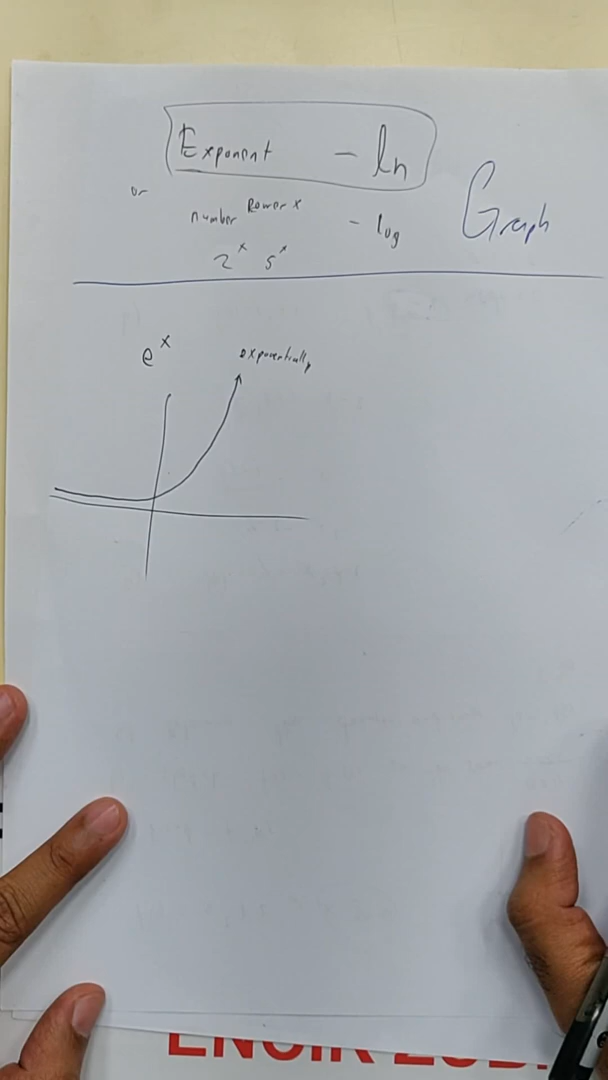 Exponent - ln
or number Power x - log
Graph
2^x 5^x
e^x
exponentially